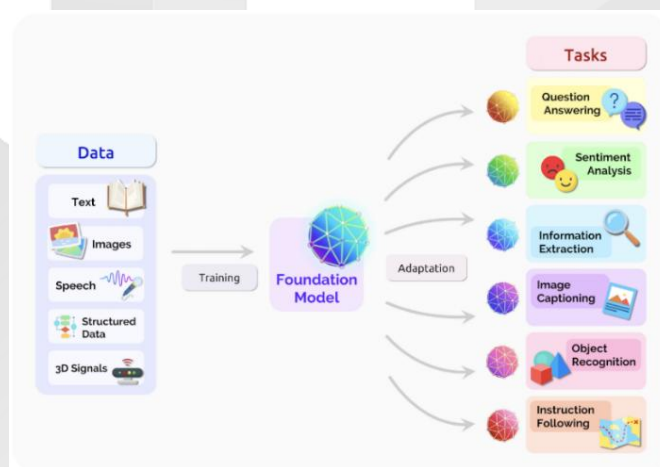 Data
Text
Images
Speech
Structured
Data
3D Signals
Training
Foundation
Model
Adaptation
Tasks
Question
Answering
Sentiment
Analysis
Information
Extraction
Image
Captioning
Object
Recognition
Instruction
Following